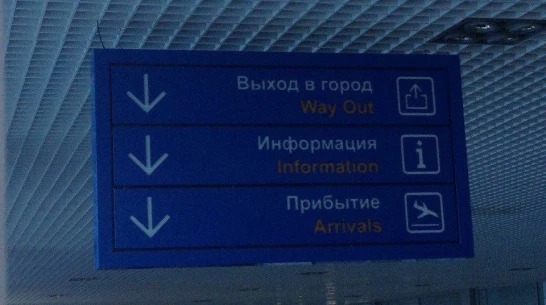 Выход в город
Way Out
Информация
Information
Прибытие
Arrivals